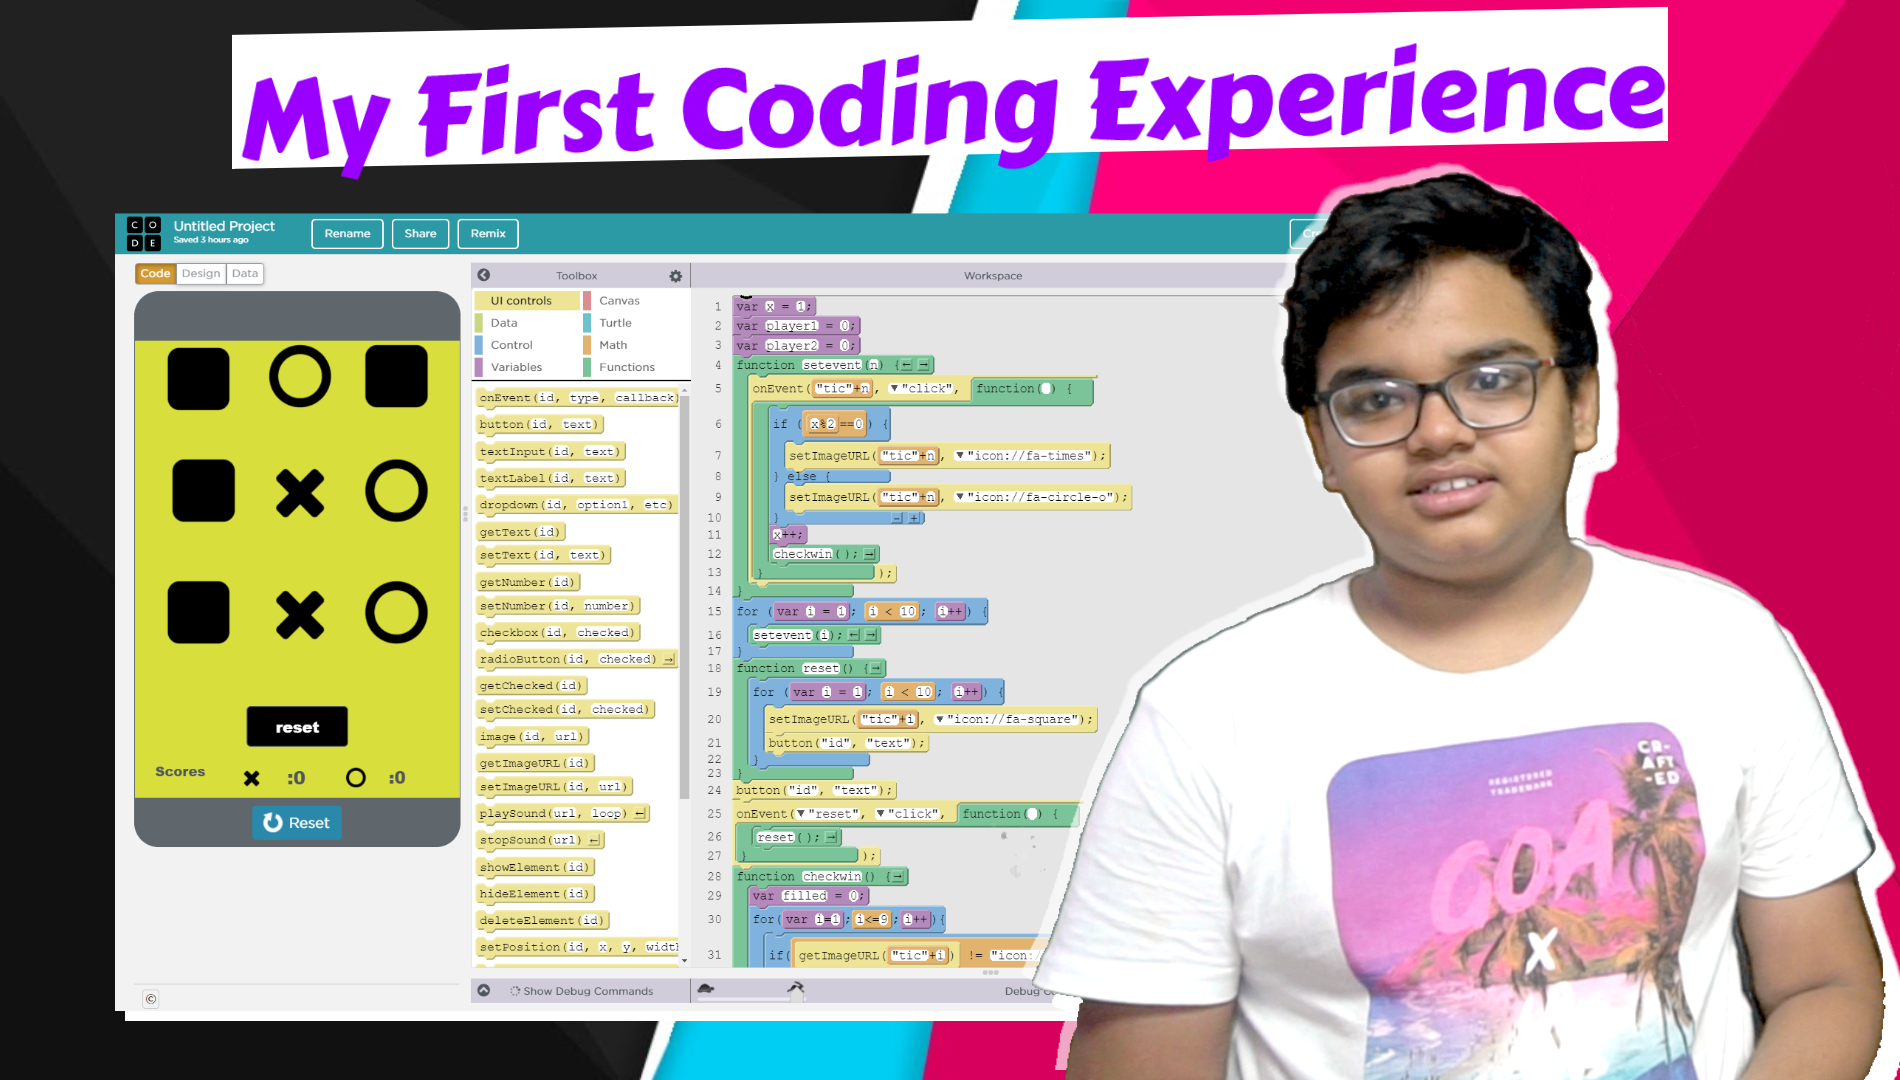 My First Coding Experience
CODE
Untitled Project
Saved 3 hours ago
Rename
Share
Remix
Code
Design
Data
Toolbox
Workspace
UI controls
Canvas
Data
Turtle
Control
Math
Variables
Functions
onEvent(id, type, callback)
button(id, text)
textInput(id, text)
textLabel(id, text)
dropdown(id, option1, etc)
getText(id)
setText(id, text)
getNumber(id)
setNumber(id, number)
checkbox(id, checked)
radioButton(id, checked)
getChecked(id)
setChecked(id, checked)
image(id, url)
getImageURL(id)
setImageURL(id, url)
playSound(url, loop)
stopSound(url)
showElement(id)
hideElement(id)
deleteElement(id)
setPosition(id, x, y,
1 var x = 1;
2 var player1 = 0;
3 var player2 = 0;
4 function setevent(n) {
5 onEvent("tic"+n, ▼"click", function() {
6 if (x%2==0) {
7 setImageURL("tic"+n, ▼"icon://fa-times");
8 } else {
9 setImageURL("tic"+n, ▼"icon://fa-circle-o");
10 }
11 x++;
12 checkwin();
13 });
14 }
15 for (var i = 1; i < 10; i++) {
16 setevent(i);
17 }
18 function reset() {
19 for (var i = 1; i < 10; i++) {
20 setImageURL("tic"+i, ▼"icon://fa-square");
21 button("id", "text");
22 }
23 }
24 button("id", "text");
25 onEvent(▼"reset", ▼"click", function() {
26 reset();
27 });
28 function checkwin() {
29 var filled = 0;
30 for(var i=1;i<=9;i++){
31 if(getImageURL("tic"+i) != "icon:
reset
Scores
:0
:0
Reset
©
Show Debug Commands
Debug
CR-
AFT
-ED
REGISTERED
TRADEMARK
GOA
X